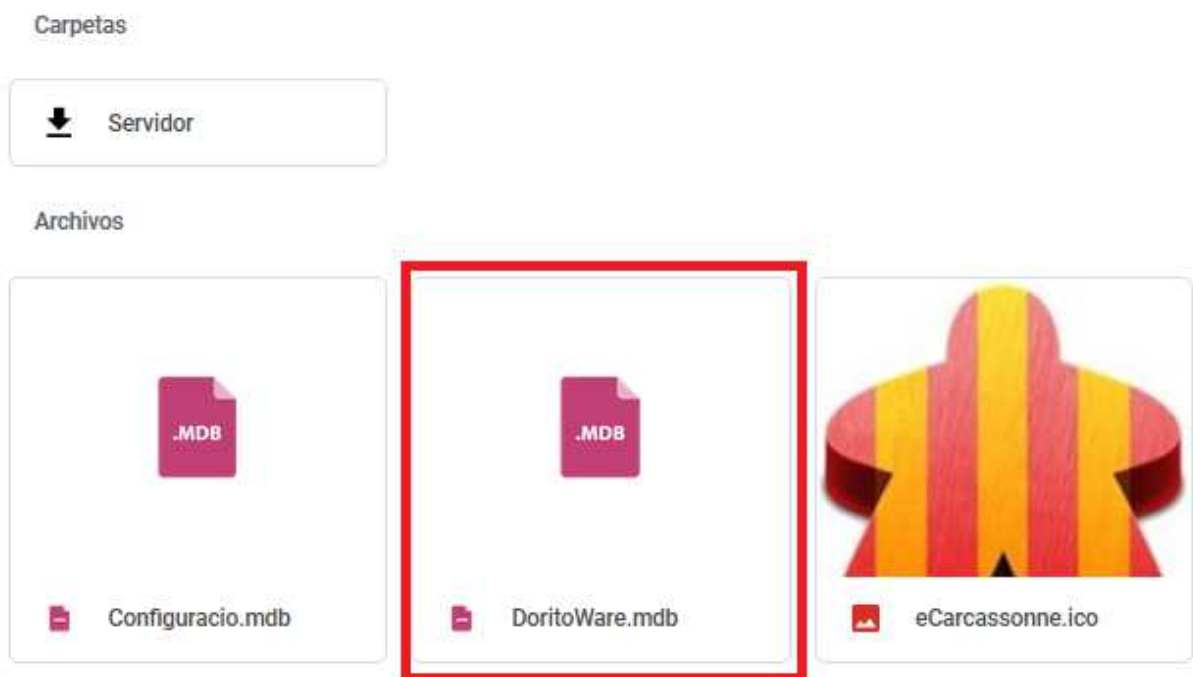 Carpetas
Servidor
Archivos
.MDB
.MDB
Configuracio.mdb
DoritoWare.mdb
eCarcassonne.ico